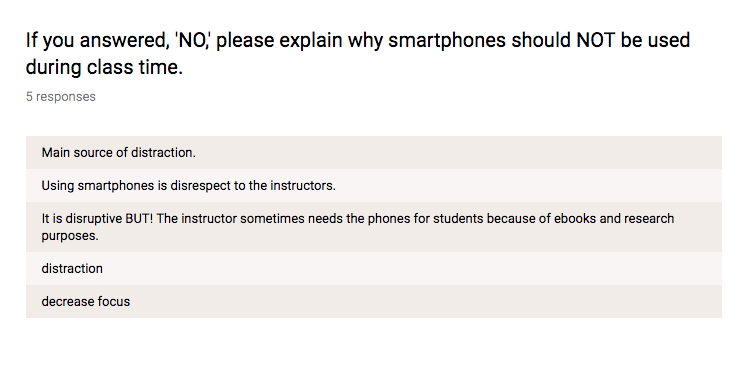 If you answered, 'NO,' please explain why smartphones should NOT be used
during class time.
5 responses
Main source of distraction.
Using smartphones is disrespect to the instructors.
It is disruptive BUT! The instructor sometimes needs the phones for students because of ebooks and research
purposes.
distraction
decrease focus